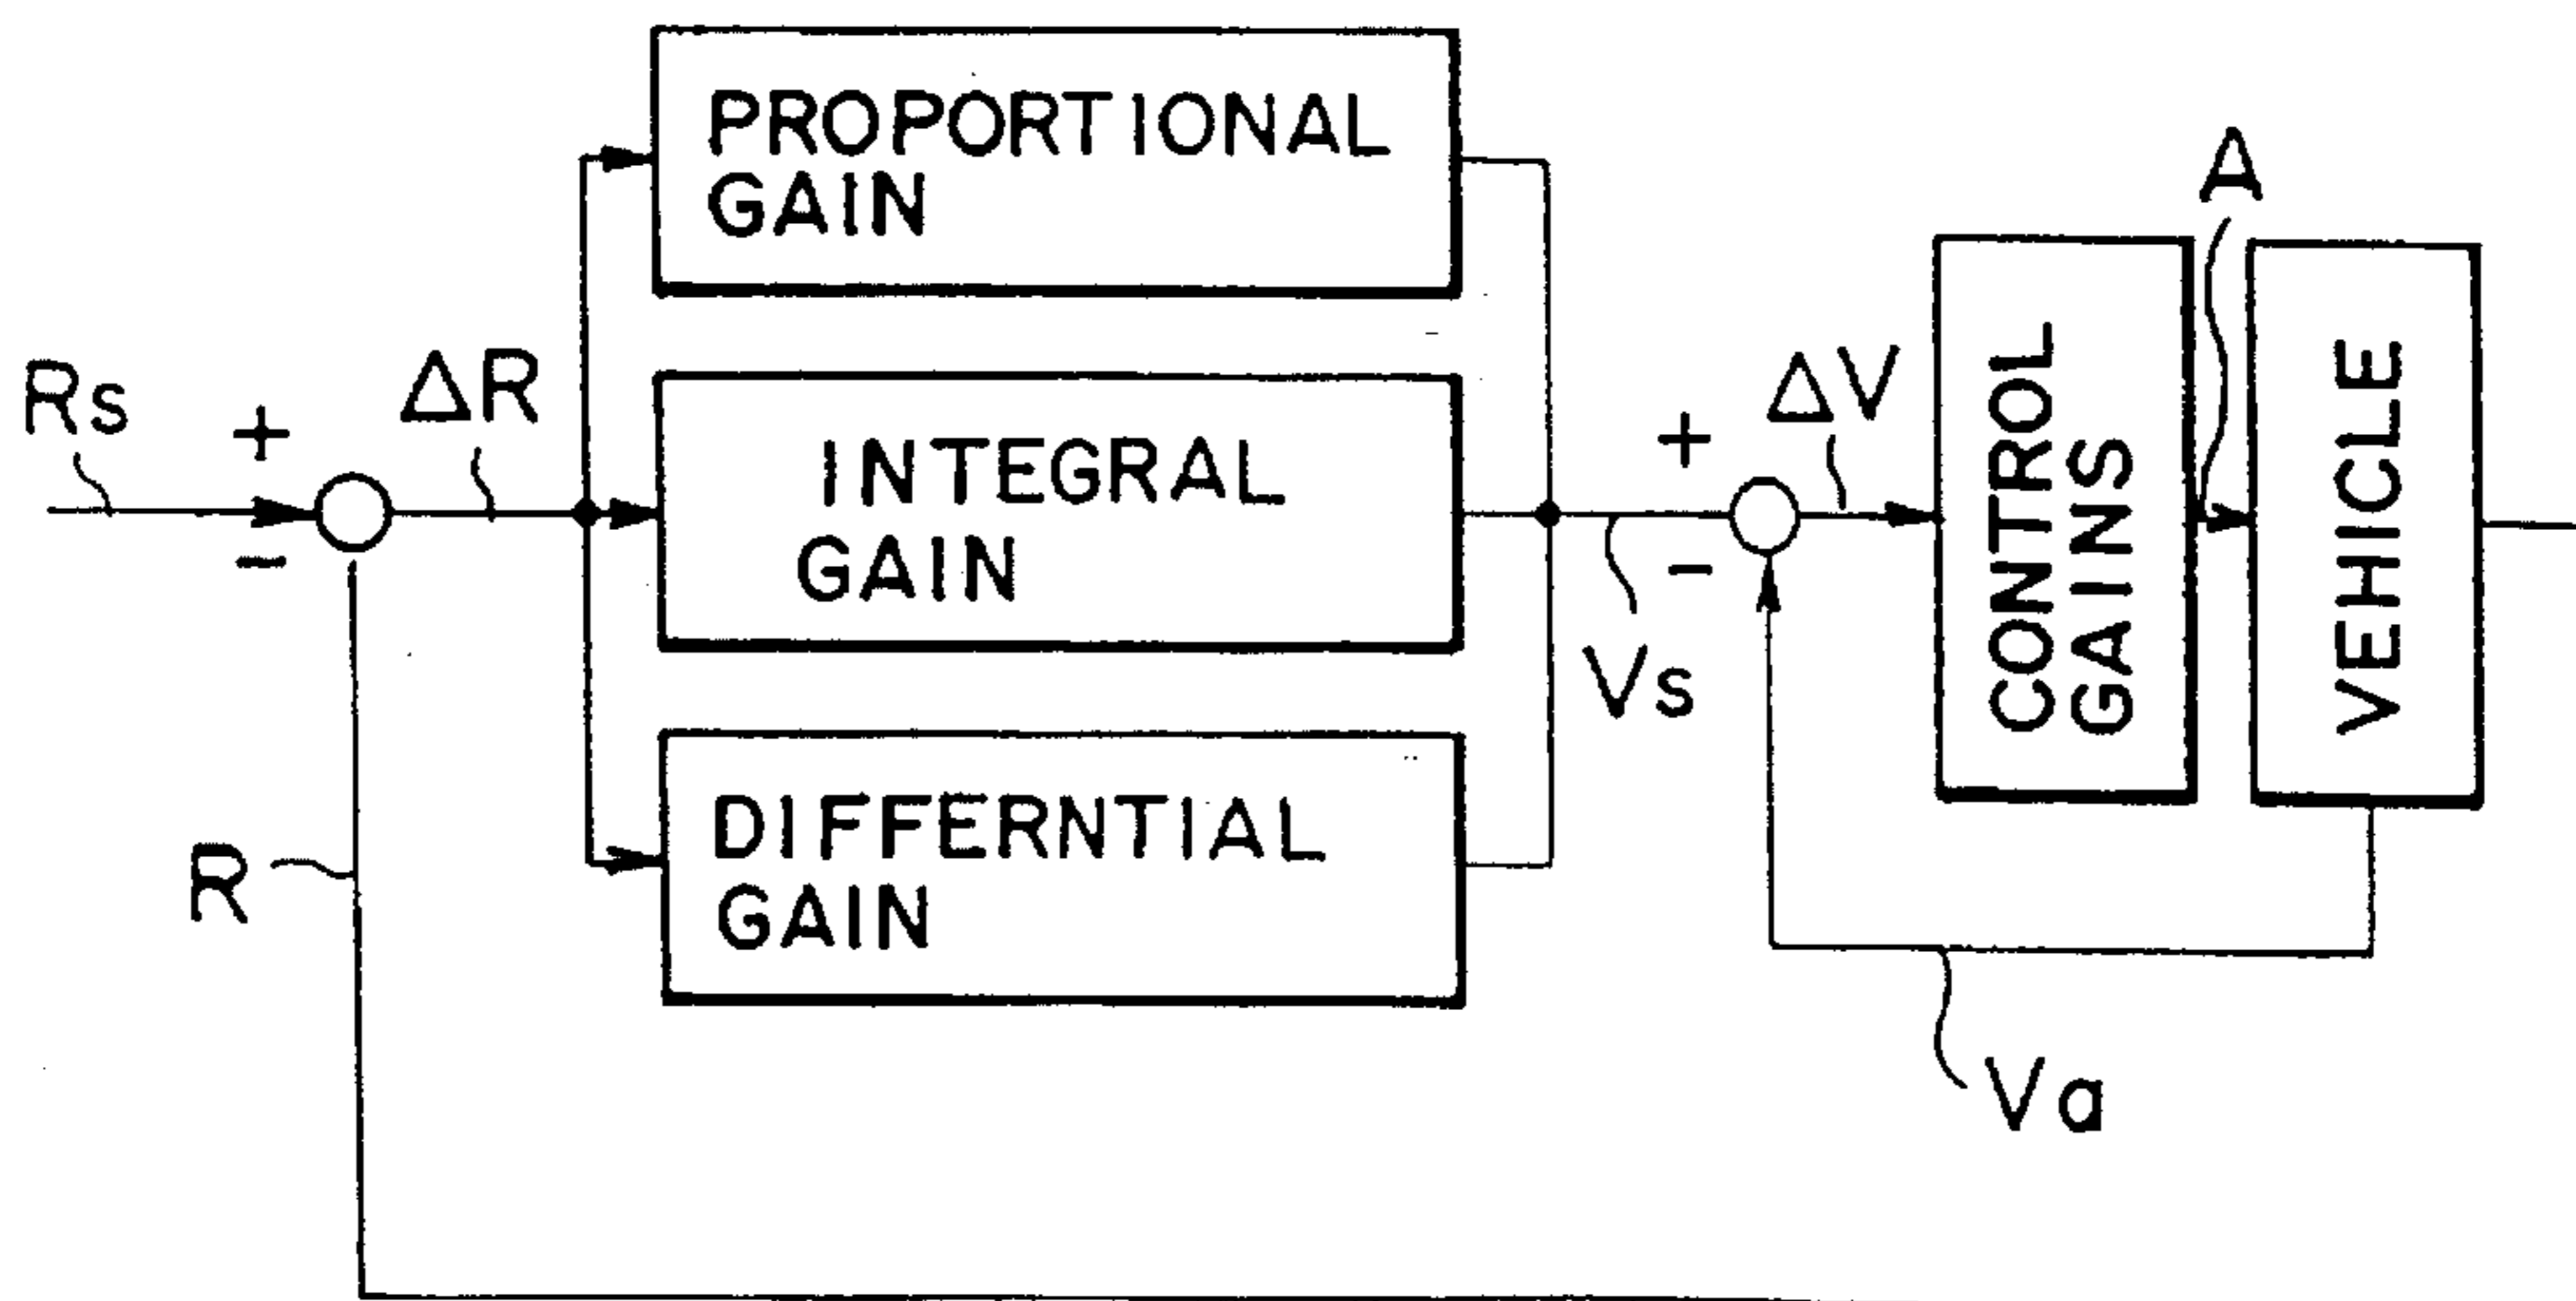 PROPORTIONAL
GAIN
A
Rs
+
ΔR
−
INTEGRAL
GAIN
+
ΔV
−
Vs
CONTROL
GAINS
VEHICLE
R
DIFFERNTIAL
GAIN
Va